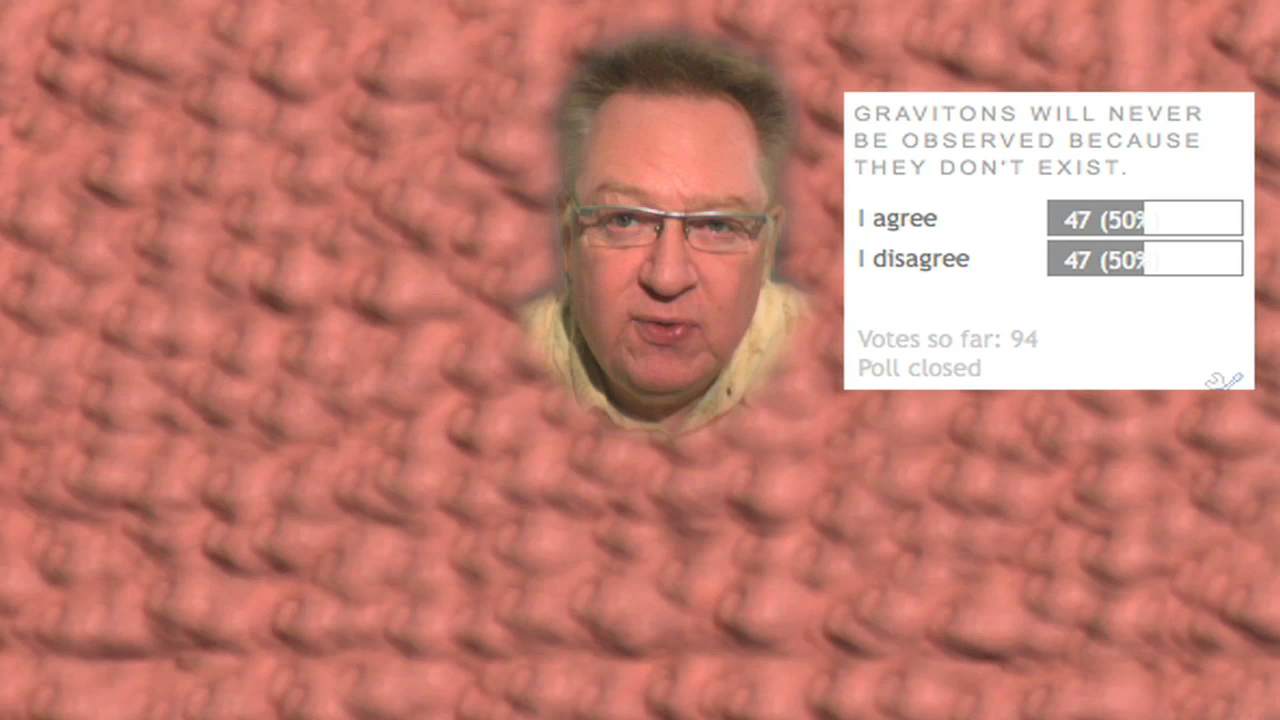 GRAVITONS WILL NEVER
BE OBSERVED BECAUSE
THEY DON'T EXIST.
I agree 47 (50%
I disagree 47 (50%
Votes so far: 94
Poll closed